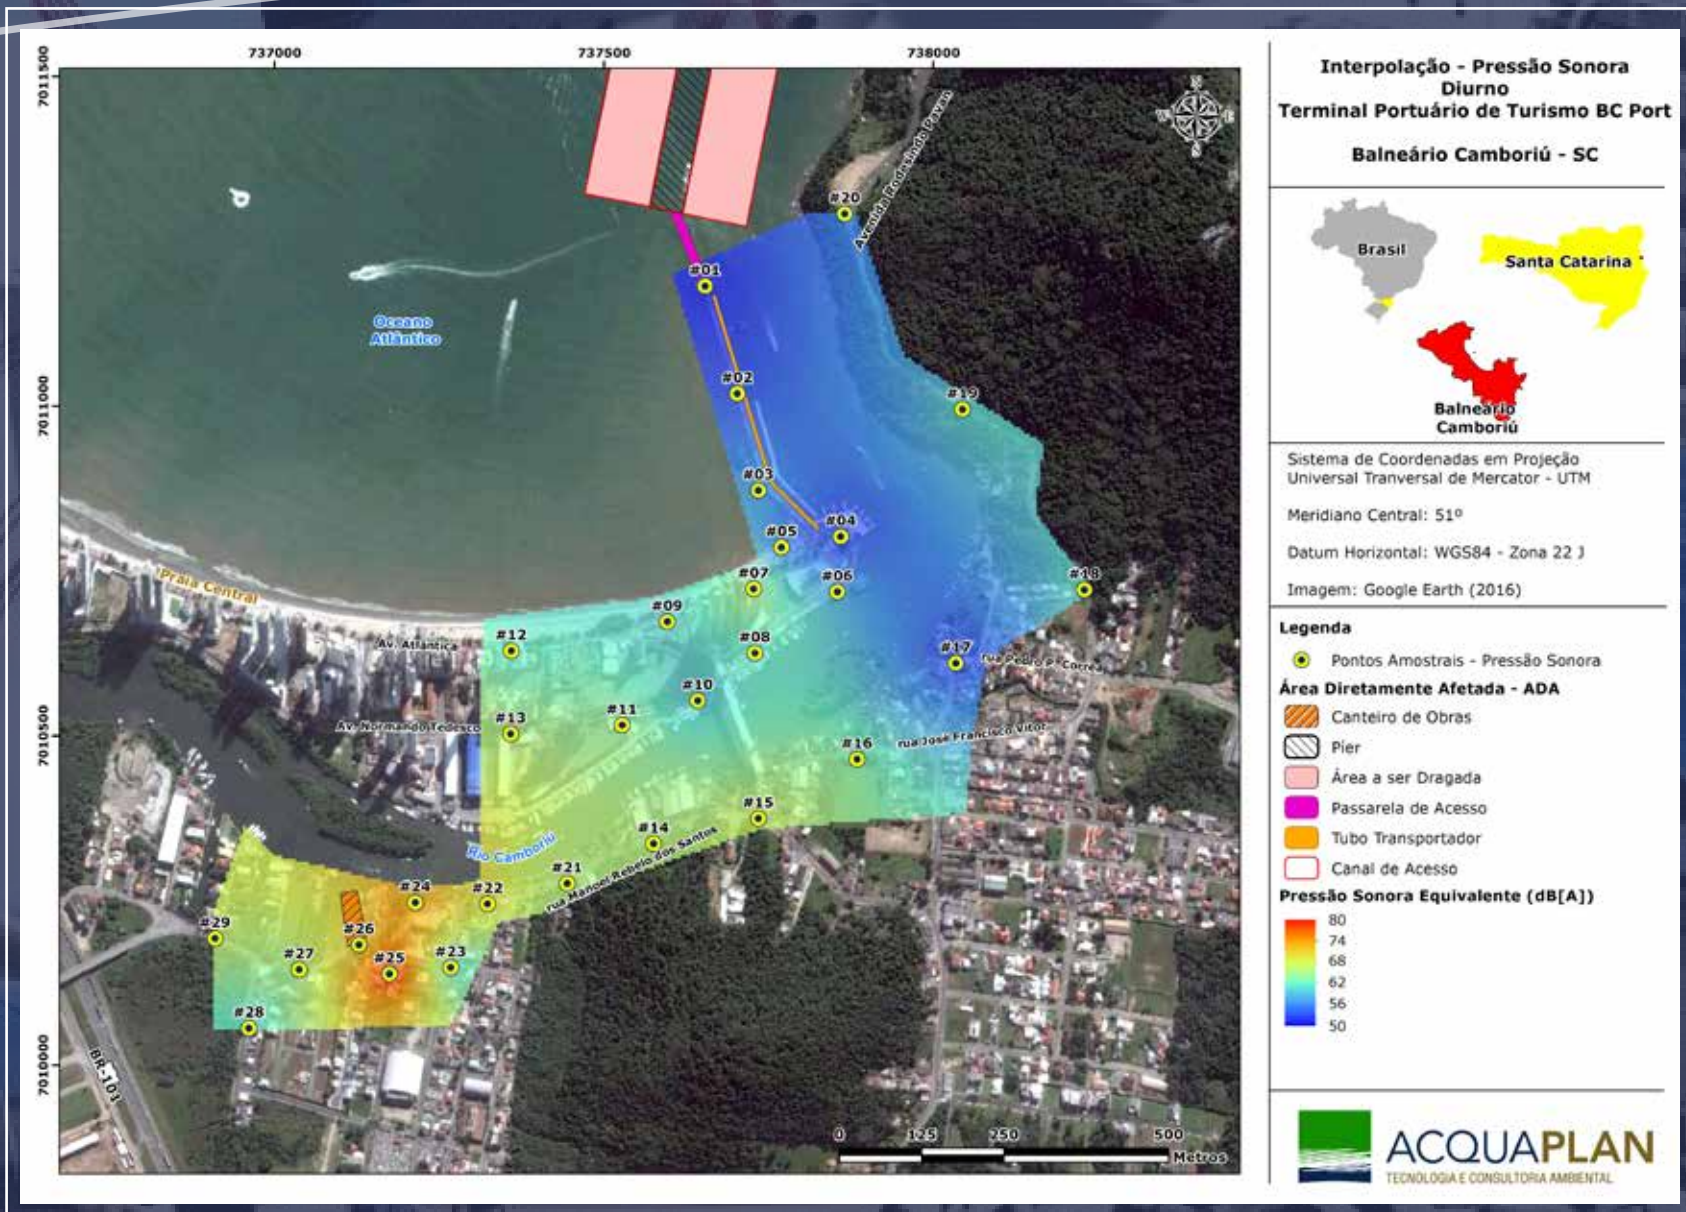 737000
737500
738000
7011500
7011000
7010500
7010000
Avenida Rodesindo Pavan
#20
#01
Oceano
Atlântico
#02
#19
#03
#04
#05
#07
#06
#18
Praia Central
#09
#12
Av. Atlântica
#08
#17
rua Pedro P. Corrêa
#10
#11
#13
Av. Normando Tedesco
rua José Francisco Vitor
#16
#15
#14
Rio Camboriú
rua Manoel Rebelo dos Santos
#21
#22
#24
#29
#26
#25
#23
#27
#28
BR-101
0 125 250 500
Metros
N
E
S
W
Interpolação - Pressão Sonora
Diurno
Terminal Portuário de Turismo BC Port
Balneário Camboriú - SC
Brasil
Santa Catarina
Balneário
Camboriú
Sistema de Coordenadas em Projeção
Universal Tranversal de Mercator - UTM
Meridiano Central: 51º
Datum Horizontal: WGS84 - Zona 22 J
Imagem: Google Earth (2016)
Legenda
Pontos Amostrais - Pressão Sonora
Área Diretamente Afetada - ADA
Canteiro de Obras
Píer
Área a ser Dragada
Passarela de Acesso
Tubo Transportador
Canal de Acesso
Pressão Sonora Equivalente (dB[A])
80
74
68
62
56
50
ACQUAPLAN
TECNOLOGIA E CONSULTORIA AMBIENTAL